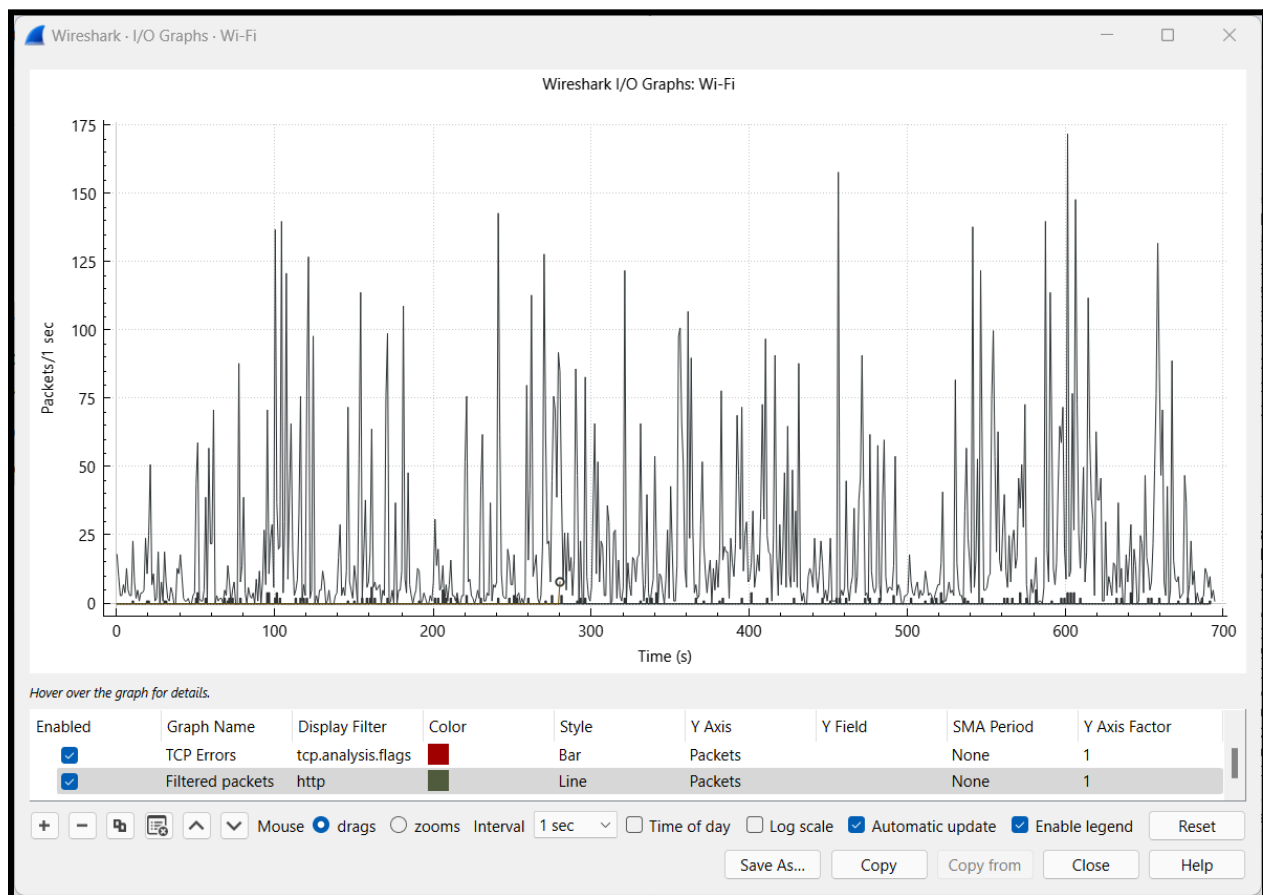 Wireshark · I/O Graphs · Wi-Fi
Wireshark I/O Graphs: Wi-Fi
175
150
125
100
75
50
25
0
Packets/1 sec
0 100 200 300 400 500 600 700
Time (s)
Hover over the graph for details.
Enabled Graph Name Display Filter Color Style Y Axis Y Field SMA Period Y Axis Factor
TCP Errors tcp.analysis.flags Bar Packets None 1
Filtered packets http Line Packets None 1
Mouse drags zooms Interval 1 sec Time of day Log scale Automatic update Enable legend Reset
Save As... Copy Copy from Close Help